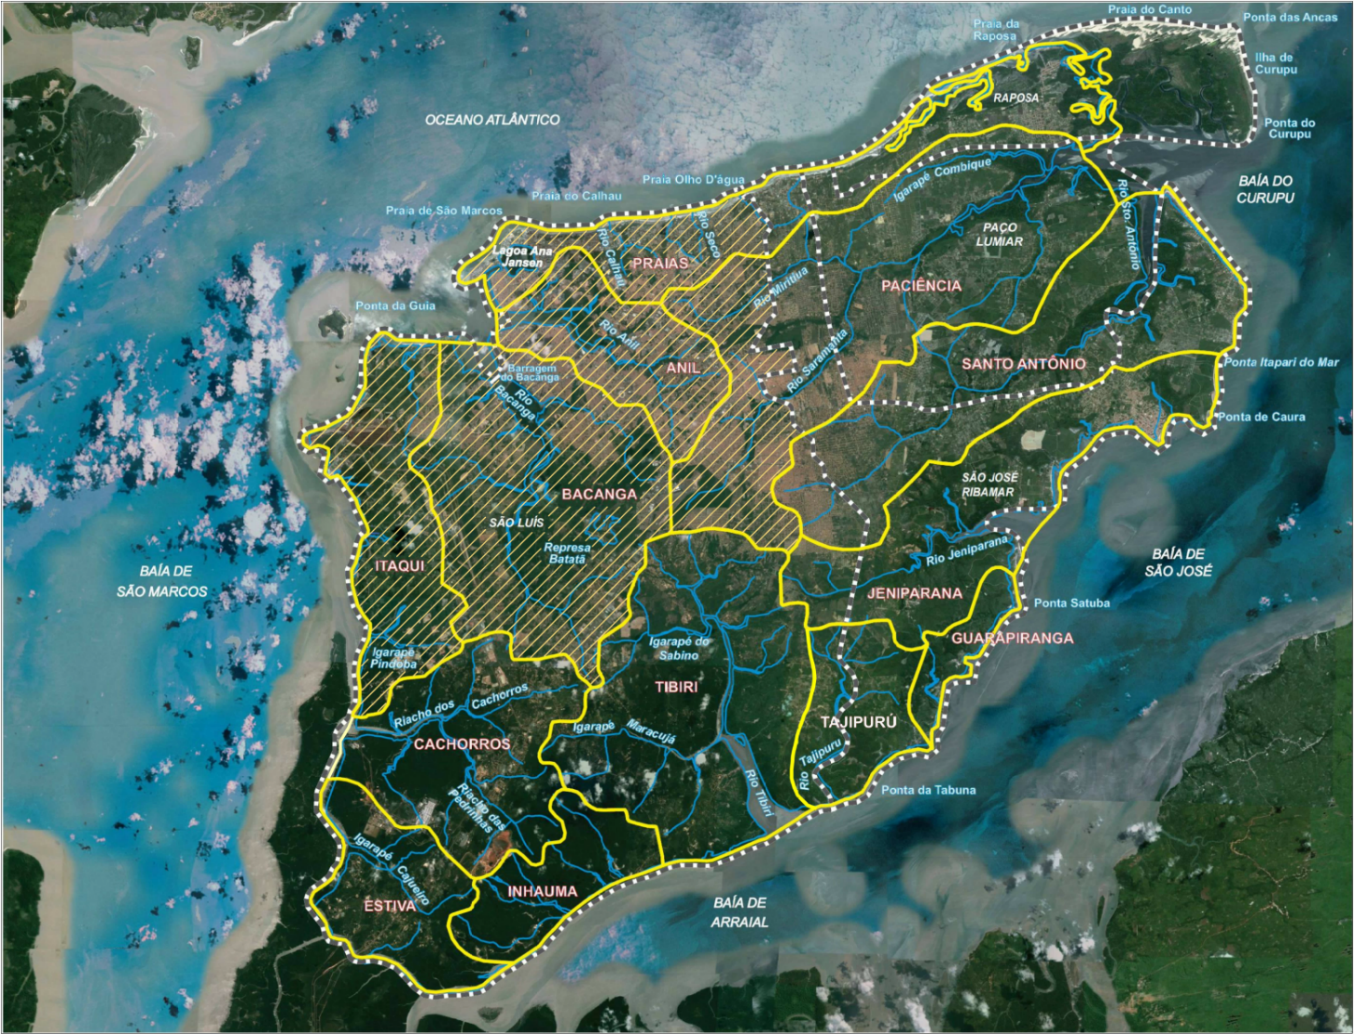 Praia do Canto
Ponta das Ancas
Praia da
Raposa
Ilha de
Curupu
RAPOSA
OCEANO ATLÂNTICO
Ponta do
Curupu
Igarapé Combique
Praia Olho D'água
BAÍA DO
CURUPU
Praia do Calhau
Rio Sto. Antônio
Praia de São Marcos
Rio Seco
PAÇO
LUMIAR
Lagoa Ana
Jansen
Rio Calhau
PRAIAS
Rio Miritiua
PACIÊNCIA
Ponta da Guia
Rio Anil
Rio Saramanta
ANIL
SANTO ANTÔNIO
Ponta Itapari do Mar
Barragem
do Bacanga
Rio
Bacanga
Ponta de Caura
SÃO JOSÉ
RIBAMAR
BACANGA
SÃO LUÍS
Represa
Batatã
Rio Jeniparana
BAÍA DE
SÃO JOSÉ
ITAQUI
BAÍA DE
SÃO MARCOS
JENIPARANA
Ponta Satuba
GUARAPIRANGA
Igarapé do
Sabino
Igarapé
Pindoba
TIBIRI
Riacho dos
Cachorros
TAJIPURÚ
Igarapé Maracujá
CACHORROS
Rio Tajipuru
Rio Tibiri
Ponta da Tabuna
Riacho das
Pedrinhas
Igarapé Cajueiro
INHAUMA
ESTIVA
BAÍA DE
ARRAIAL